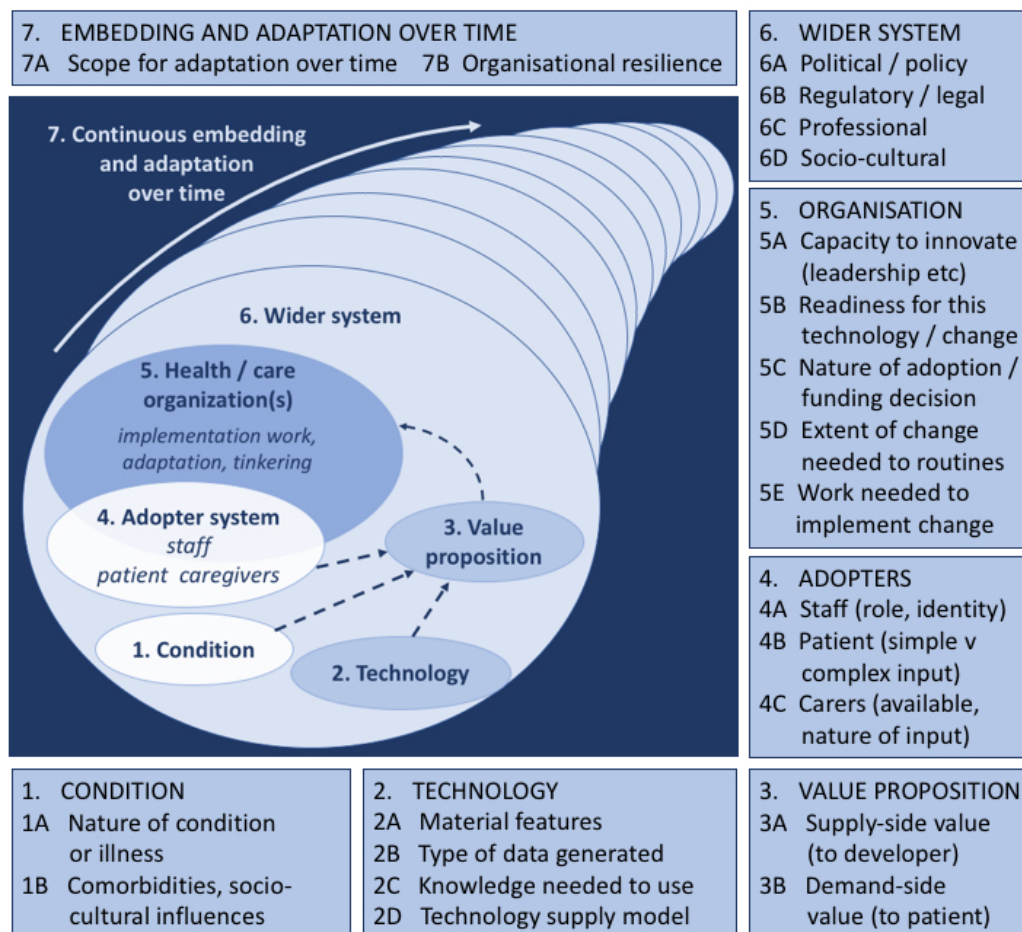 7. EMBEDDING AND ADAPTATION OVER TIME
7A Scope for adaptation over time 7B Organisational resilience
7. Continuous embedding
and adaptation
over time
6. Wider system
5. Health / care
organization(s)
implementation work,
adaptation, tinkering
4. Adopter system
staff
patient caregivers
3. Value
proposition
1. Condition
2. Technology
6. WIDER SYSTEM
6A Political / policy
6B Regulatory / legal
6C Professional
6D Socio-cultural
5. ORGANISATION
5A Capacity to innovate
(leadership etc)
5B Readiness for this
technology / change
5C Nature of adoption /
funding decision
5D Extent of change
needed to routines
5E Work needed to
implement change
4. ADOPTERS
4A Staff (role, identity)
4B Patient (simple v
complex input)
4C Carers (available,
nature of input)
1. CONDITION
1A Nature of condition
or illness
1B Comorbidities, socio-
cultural influences
2. TECHNOLOGY
2A Material features
2B Type of data generated
2C Knowledge needed to use
2D Technology supply model
3. VALUE PROPOSITION
3A Supply-side value
(to developer)
3B Demand-side
value (to patient)